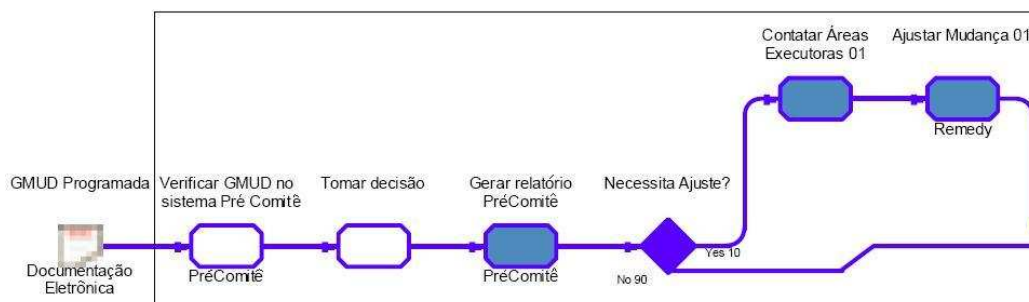 Contatar Áreas
Executoras 01
Ajustar Mudança 01
Remedy
GMUD Programada
Verificar GMUD no
sistema Pré Comitê
Tomar decisão
Gerar relatório
PréComitê
Necessita Ajuste?
Documentação
Eletrônica
PréComitê
PréComitê
Yes 10
No 90